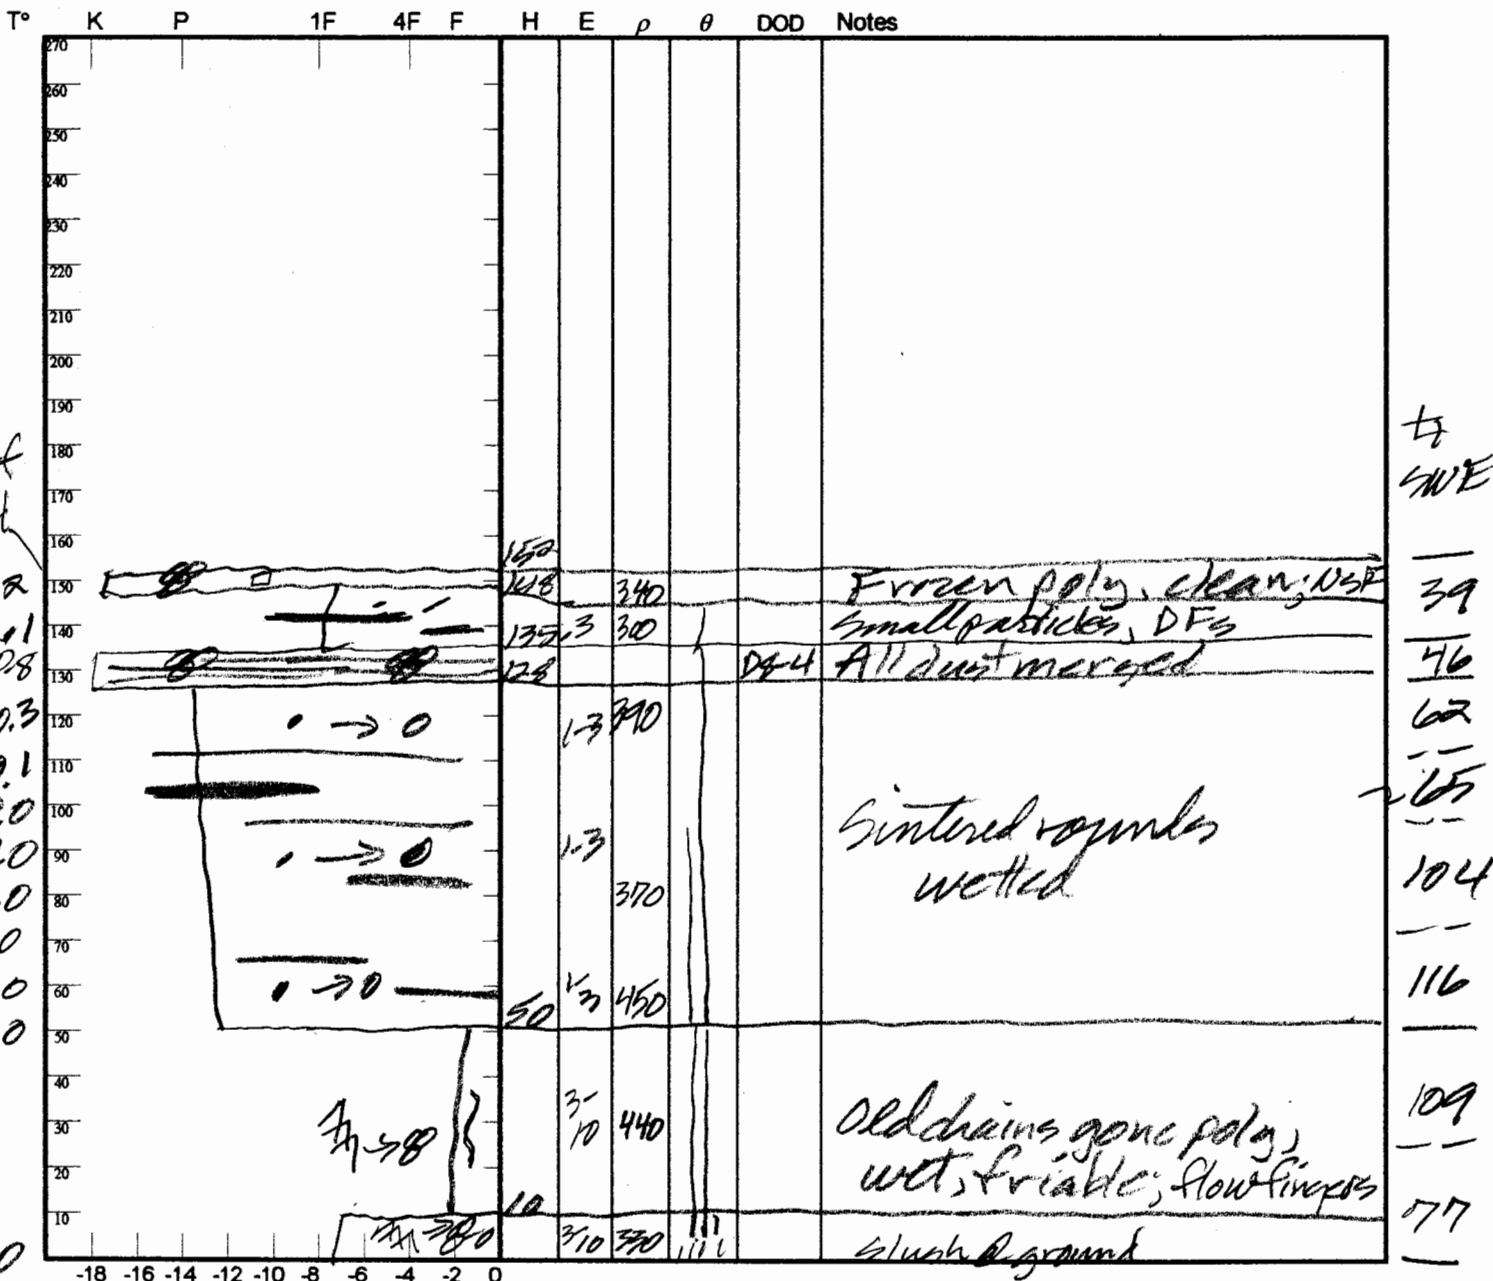 T° K P 1F 4F F H E ρ θ DOD Notes
270
260
250
240
230
220
210
200
190
180
170
SWE
160
152
150
148 340 Frozen poly, clean; NSF 39
140
135 .3 300 Small particles, DFs
130
128 D4 All dust merged 46
120
1-3 390 62
110
65
100
Sintered rounds
90
1-3 wetted 104
80
370
70
60
1-3 450 116
50
50
40
3-10 440 Old chains gone poly, 109
30
wet, friable; flow fingers
20
10
10 77
3/10 330 Slush @ ground
-18 -16 -14 -12 -10 -8 -6 -4 -2 0